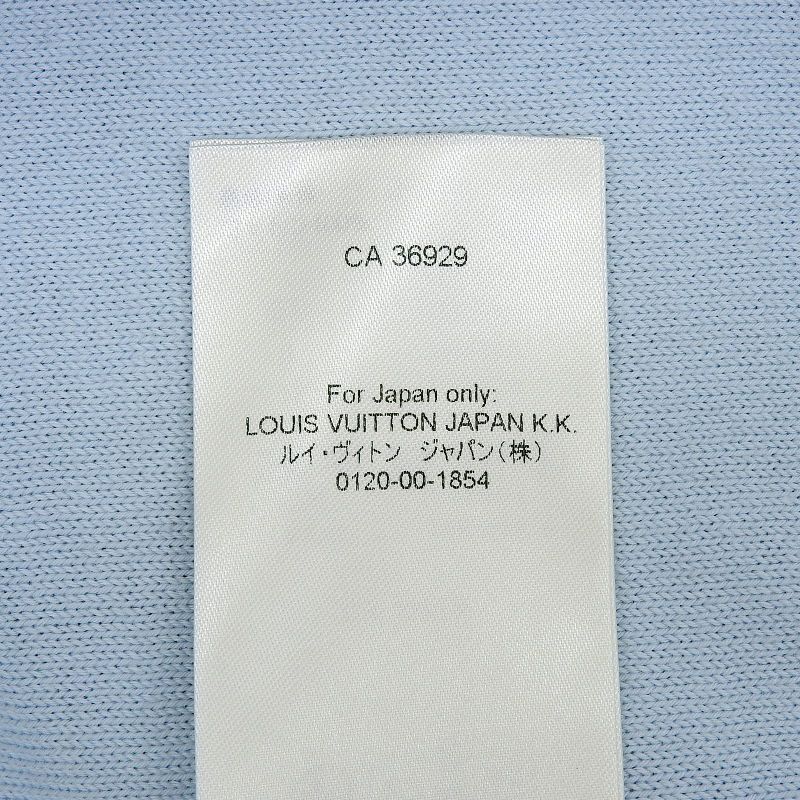 CA 36929
For Japan only:
LOUIS VUITTON JAPAN K.K.
ルイ・ヴィトン ジャパン(株)
0120-00-1854